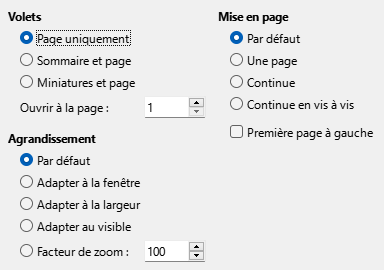 Volets
Page uniquement
Sommaire et page
Miniatures et page
Ouvrir à la page : 1
Agrandissement
Par défaut
Adapter à la fenêtre
Adapter à la largeur
Adapter au visible
Facteur de zoom : 100
Mise en page
Par défaut
Une page
Continue
Continue en vis à vis
Première page à gauche